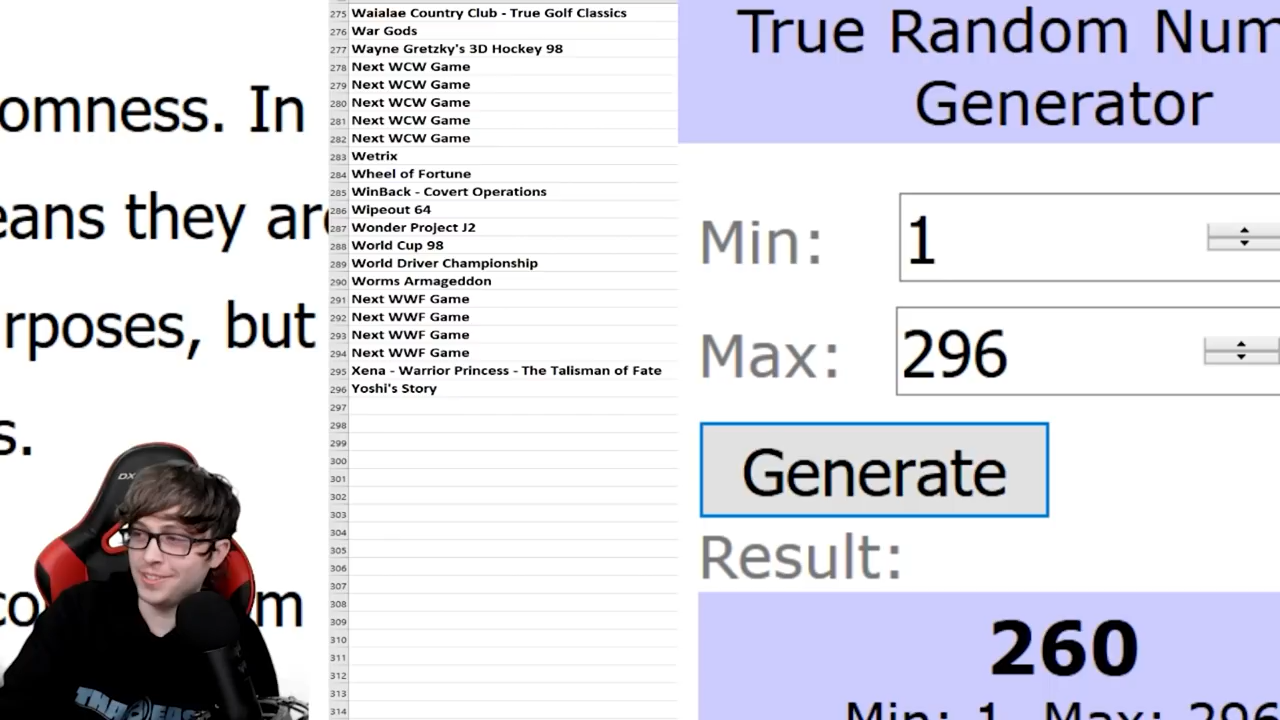 omness. In
eans they are
rposes, but
s.
275 Waialae Country Club - True Golf Classics
276 War Gods
277 Wayne Gretzky's 3D Hockey 98
278 Next WCW Game
279 Next WCW Game
280 Next WCW Game
281 Next WCW Game
282 Next WCW Game
283 Wetrix
284 Wheel of Fortune
285 WinBack - Covert Operations
286 Wipeout 64
287 Wonder Project J2
288 World Cup 98
289 World Driver Championship
290 Worms Armageddon
291 Next WWF Game
292 Next WWF Game
293 Next WWF Game
294 Next WWF Game
295 Xena - Warrior Princess - The Talisman of Fate
296 Yoshi's Story
297
298
299
300
301
302
303
304
305
306
307
308
309
310
311
312
313
314
True Random Num
Generator
Min: 1
Max: 296
Generate
Result:
260
Min: 1, Max: 296
DX